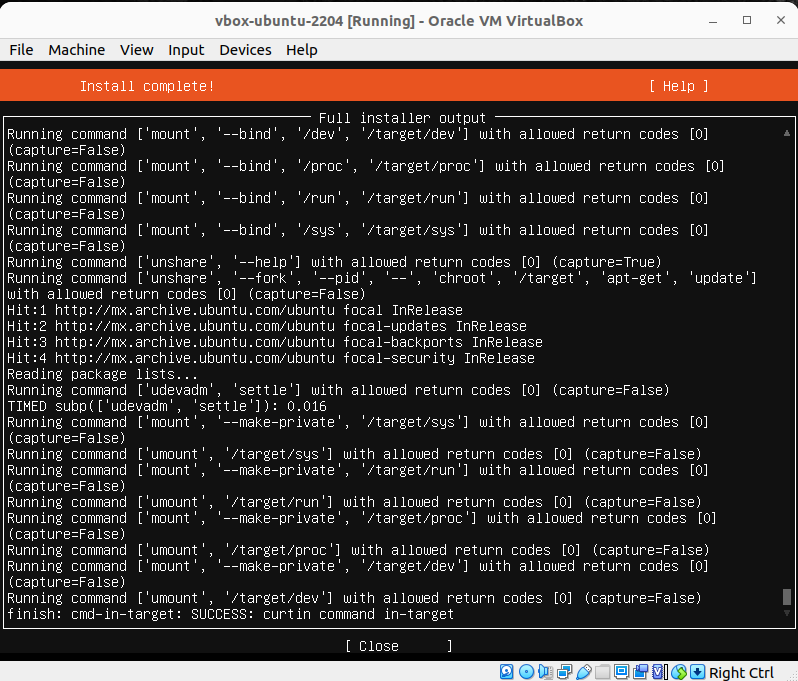 vbox-ubuntu-2204 [Running] - Oracle VM VirtualBox
File Machine View Input Devices Help
Install complete! [ Help ]
Full installer output
Running command ['mount', '--bind', '/dev', '/target/dev'] with allowed return codes [0]
(capture=False)
Running command ['mount', '--bind', '/proc', '/target/proc'] with allowed return codes [0]
(capture=False)
Running command ['mount', '--bind', '/run', '/target/run'] with allowed return codes [0]
(capture=False)
Running command ['mount', '--bind', '/sys', '/target/sys'] with allowed return codes [0]
(capture=False)
Running command ['unshare', '--help'] with allowed return codes [0] (capture=True)
Running command ['unshare', '--fork', '--pid', '--', 'chroot', '/target', 'apt-get', 'update']
with allowed return codes [0] (capture=False)
Hit:1 http://mx.archive.ubuntu.com/ubuntu focal InRelease
Hit:2 http://mx.archive.ubuntu.com/ubuntu focal-updates InRelease
Hit:3 http://mx.archive.ubuntu.com/ubuntu focal-backports InRelease
Hit:4 http://mx.archive.ubuntu.com/ubuntu focal-security InRelease
Reading package lists...
Running command ['udevadm', 'settle'] with allowed return codes [0] (capture=False)
TIMED subp(['udevadm', 'settle']): 0.016
Running command ['mount', '--make-private', '/target/sys'] with allowed return codes [0]
(capture=False)
Running command ['umount', '/target/sys'] with allowed return codes [0] (capture=False)
Running command ['mount', '--make-private', '/target/run'] with allowed return codes [0]
(capture=False)
Running command ['umount', '/target/run'] with allowed return codes [0] (capture=False)
Running command ['mount', '--make-private', '/target/proc'] with allowed return codes [0]
(capture=False)
Running command ['umount', '/target/proc'] with allowed return codes [0] (capture=False)
Running command ['mount', '--make-private', '/target/dev'] with allowed return codes [0]
(capture=False)
Running command ['umount', '/target/dev'] with allowed return codes [0] (capture=False)
finish: cmd-in-target: SUCCESS: curtin command in-target
[ Close ]
Right Ctrl